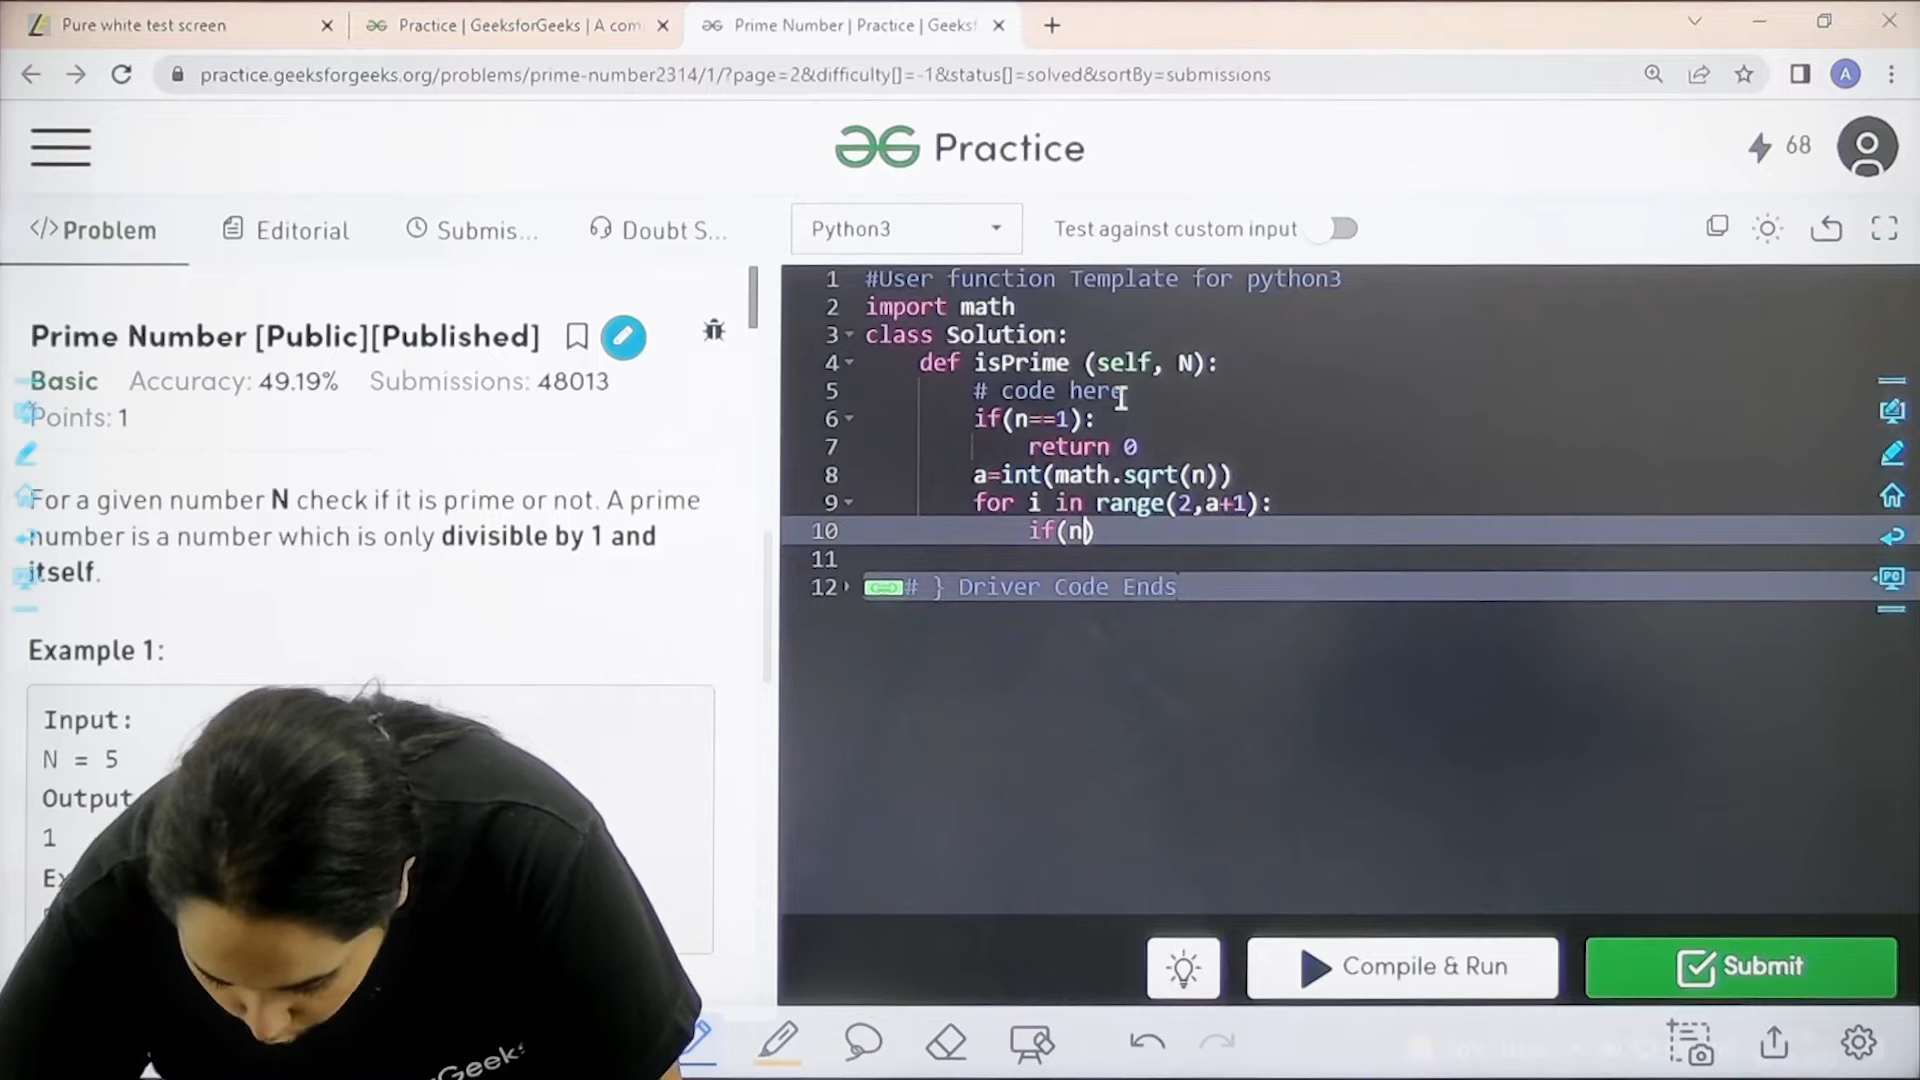 Pure white test screen
Practice | GeeksforGeeks | A com
Prime Number | Practice | Geeks
practice.geeksforgeeks.org/problems/prime-number2314/1/?page=2&difficulty[]=-1&status[]=solved&sortBy=submissions
A
Practice
68
</> Problem
Editorial
Submis...
Doubt S...
Python3
Test against custom input
Prime Number [Public][Published]
Basic Accuracy: 49.19% Submissions: 48013
Points: 1
For a given number N check if it is prime or not. A prime
number is a number which is only divisible by 1 and
itself.
Example 1:
Input:
N = 5
Output
1
Ex
1 #User function Template for python3
2 import math
3 class Solution:
4 def isPrime (self, N):
5 # code here
6 if(n==1):
7 return 0
8 a=int(math.sqrt(n))
9 for i in range(2,a+1):
10 if(n)
11
12 # } Driver Code Ends
PC
Compile & Run
Submit
Geeks